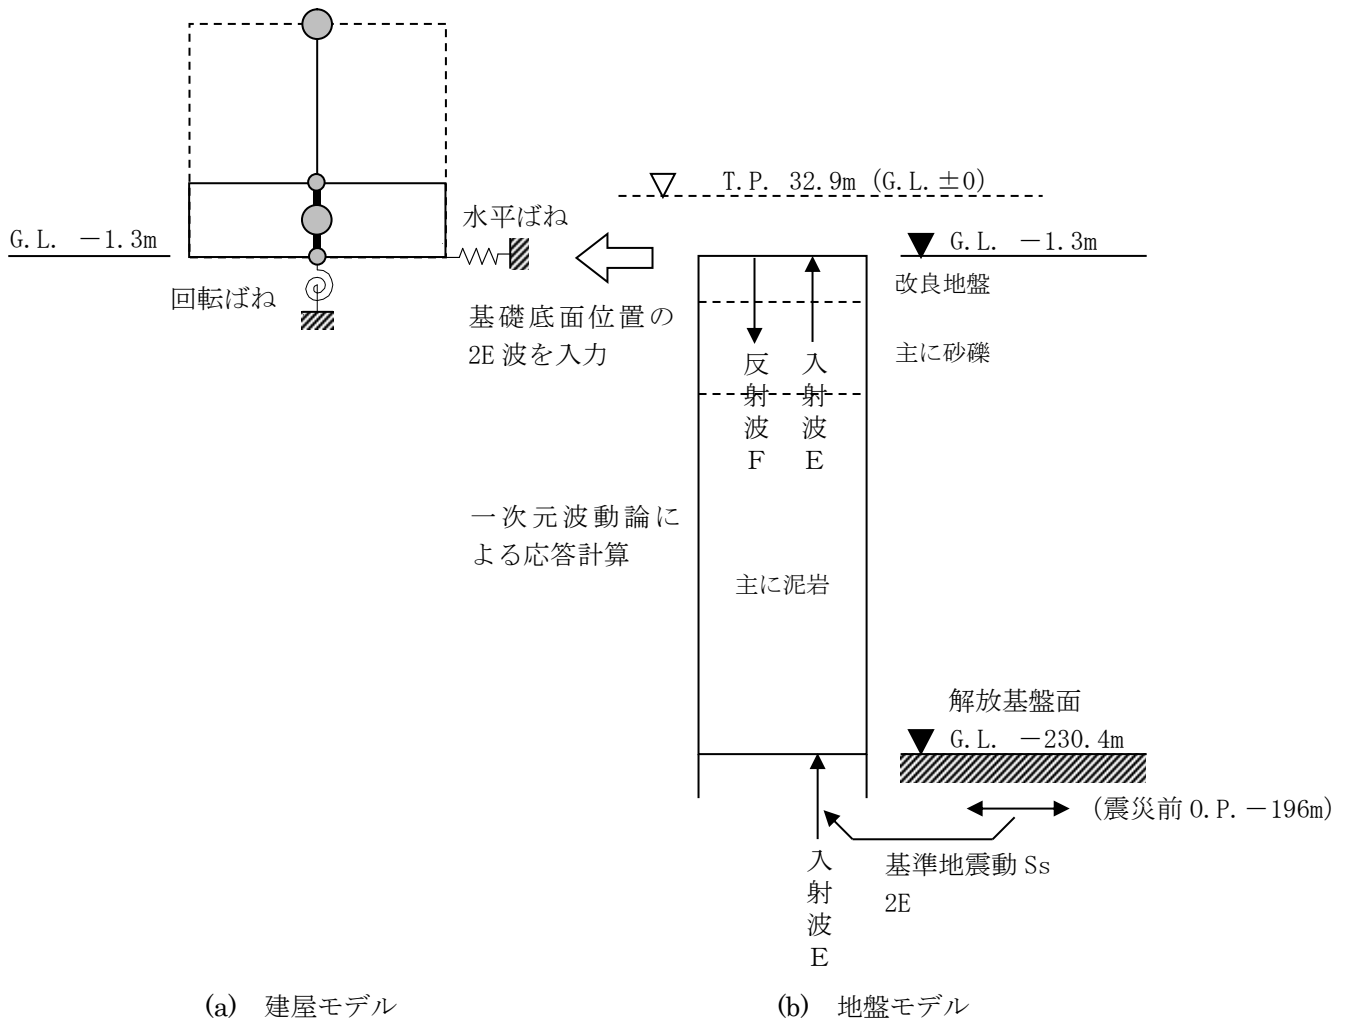 T.P. 32.9m (G.L.±0)
G.L. －1.3m
水平ばね
回転ばね
基礎底面位置の
2E 波を入力
G.L. －1.3m
改良地盤
主に砂礫
反射波F
入射波E
一次元波動論に
よる応答計算
主に泥岩
解放基盤面
G.L. －230.4m
(震災前 O.P.－196m)
基準地震動 Ss
2E
入射波E
(a) 建屋モデル
(b) 地盤モデル